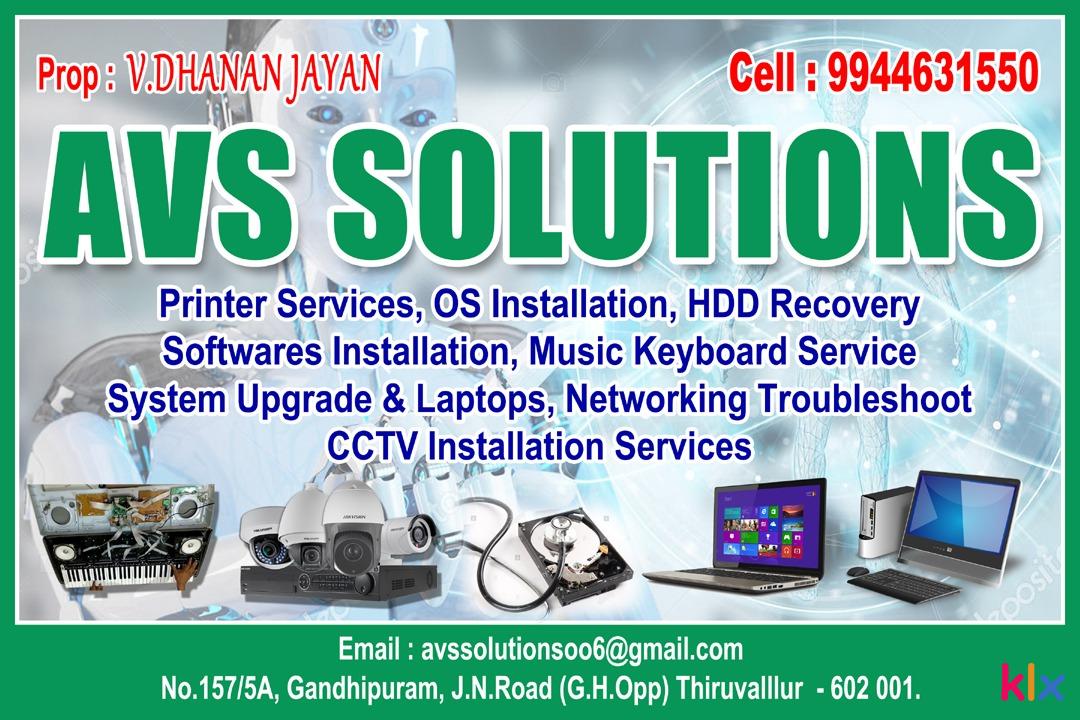 Prop : V.DHANAN JAYAN
Cell : 9944631550
AVS SOLUTIONS
Printer Services, OS Installation, HDD Recovery
Softwares Installation, Music Keyboard Service
System Upgrade & Laptops, Networking Troubleshoot
CCTV Installation Services
HIKVISION
Email : avssolutionsoo6@gmail.com
No.157/5A, Gandhipuram, J.N.Road (G.H.Opp) Thiruvalllur - 602 001.
klx